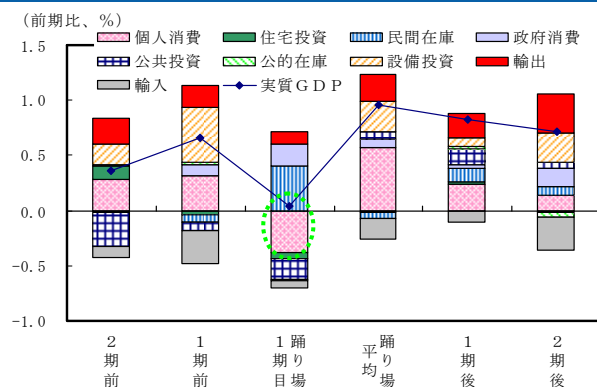 （前期比、%）
1.5
1.0
0.5
0.0
-0.5
-1.0
個人消費 住宅投資 民間在庫 政府消費
公共投資 公的在庫 設備投資 輸出
輸入 実質ＧＤＰ
2期前
1期前
踊り場
1期目
踊り場
平均
1期後
2期後